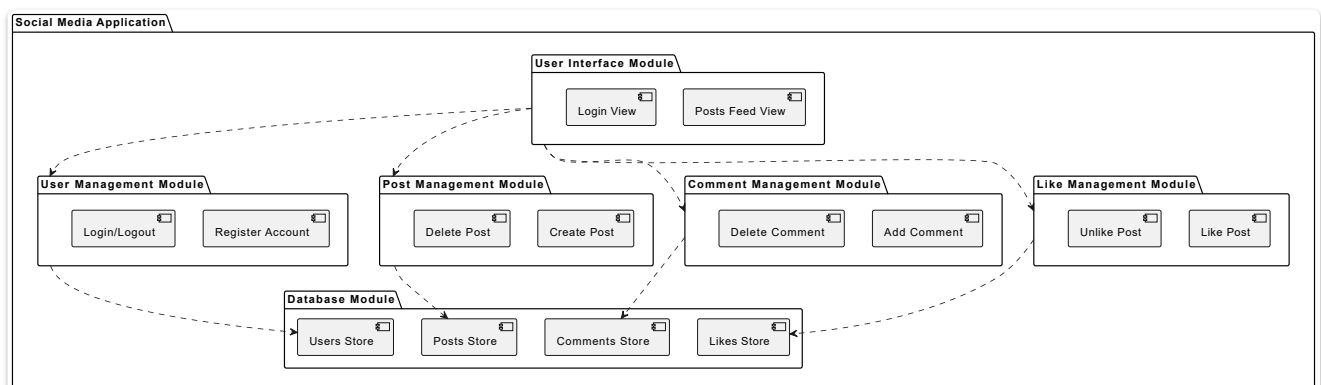 Social Media Application
User Interface Module
Login View
Posts Feed View
User Management Module
Login/Logout
Register Account
Post Management Module
Delete Post
Create Post
Comment Management Module
Delete Comment
Add Comment
Like Management Module
Unlike Post
Like Post
Database Module
Users Store
Posts Store
Comments Store
Likes Store